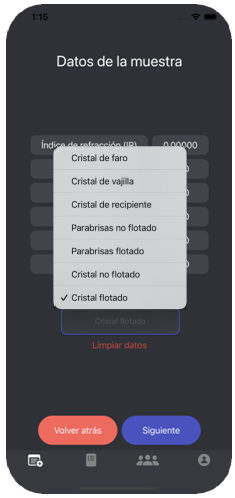 1:15
Datos de la muestra
Índice de refracción (IR) 0.00000
Cristal de faro
Cristal de vajilla
Cristal de recipiente
Parabrisas no flotado
Parabrisas flotado
Cristal no flotado
✓ Cristal flotado
Cristal flotado
Limpiar datos
Volver atrás Siguiente